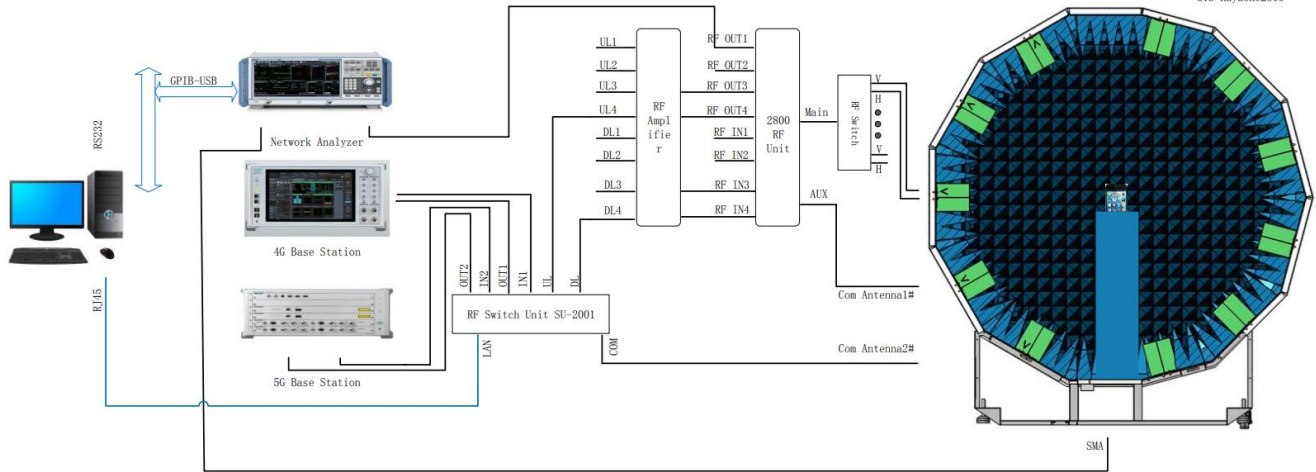 GPIB-USB
RS232
RJ45
Network Analyzer
4G Base Station
5G Base Station
UL1
UL2
UL3
UL4
DL1
DL2
DL3
DL4
RF
Ampl
ifie
r
RF OUT1
RF OUT2
RF OUT3
RF OUT4
RF IN1
RF IN2
RF IN3
RF IN4
2800
RF
Unit
Main
AUX
RF Switch
V
H
V
H
OUT2
IN2
OUT1
IN1
UL
DL
RF Switch Unit SU-2001
LAN
COM
Com Antenna1#
Com Antenna2#
SMA